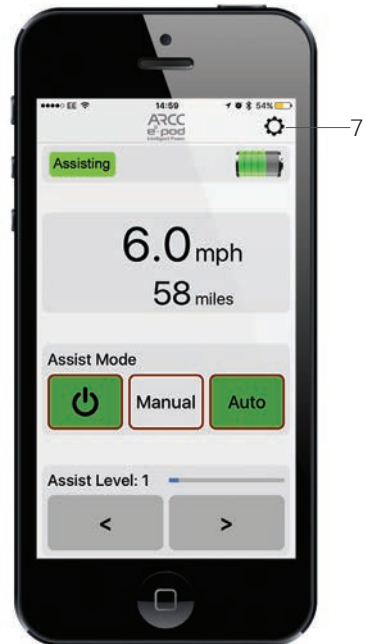 EE 14:59 54%
7
ARCC
e-pod
Intelligent Power
Assisting
6.0 mph
58 miles
Assist Mode
Manual Auto
Assist Level: 1
< >